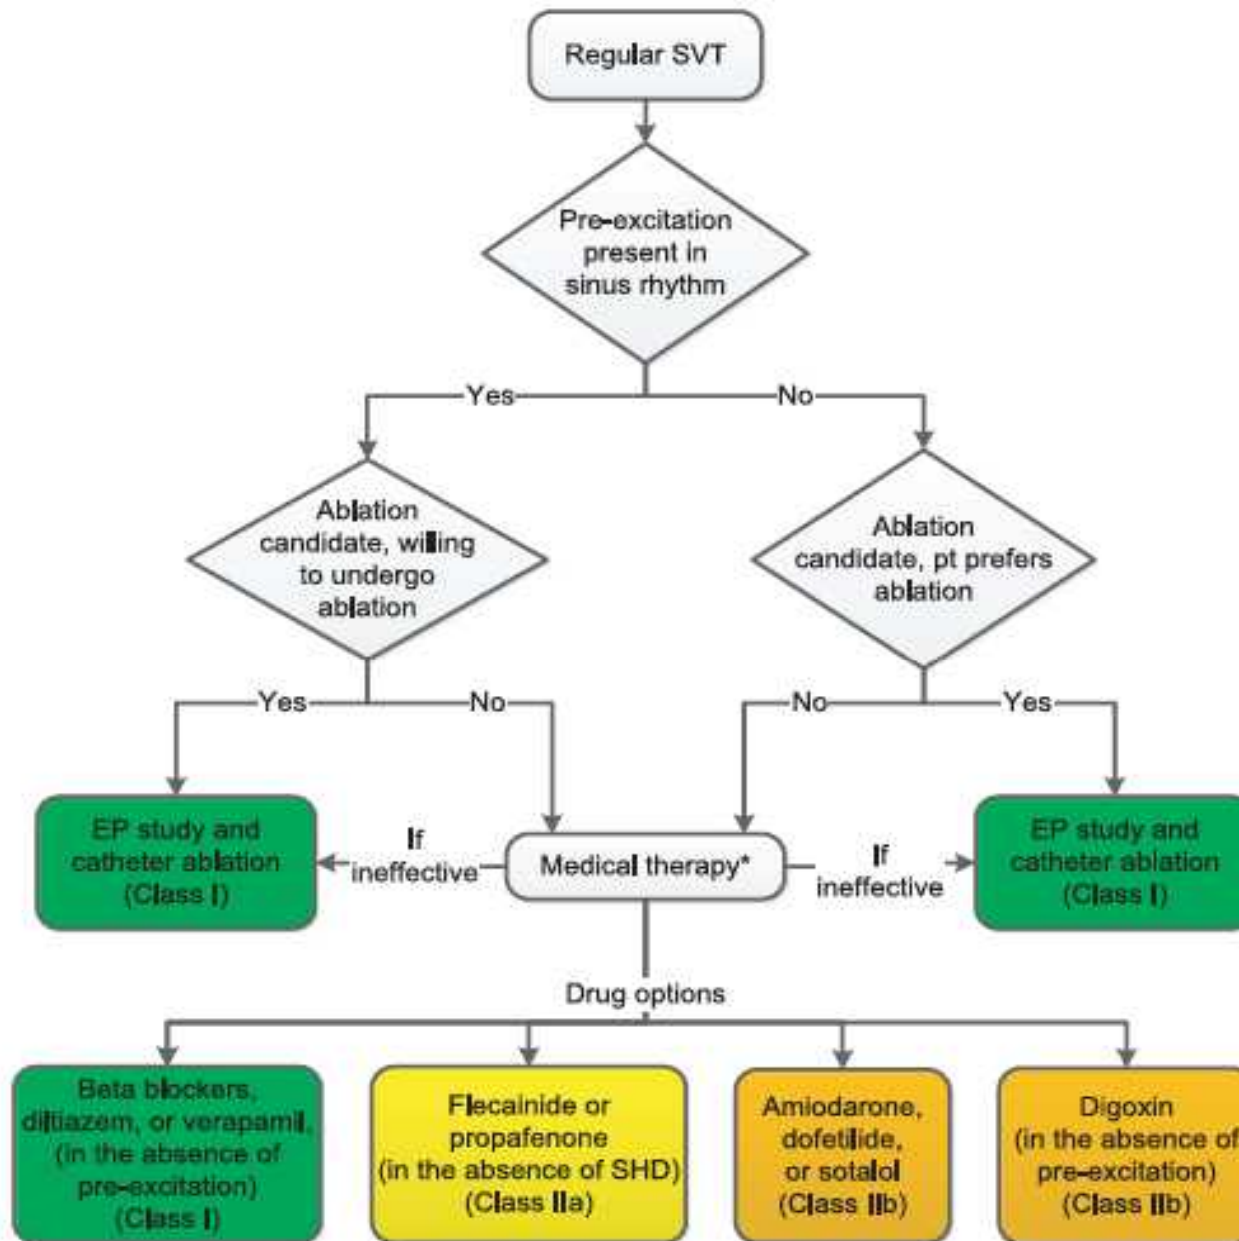 Regular SVT
Pre-excitation
present in
sinus rhythm
Yes
No
Ablation
candidate, willing
to undergo
ablation
Ablation
candidate, pt prefers
ablation
Yes
No
No
Yes
EP study and
catheter ablation
(Class I)
If
ineffective
Medical therapy*
If
ineffective
EP study and
catheter ablation
(Class I)
Drug options
Beta blockers,
diltiazem, or verapamil,
(in the absence of
pre-excitation)
(Class I)
Flecainide or
propafenone
(in the absence of SHD)
(Class IIa)
Amiodarone,
dofetilide,
or sotalol
(Class IIb)
Digoxin
(in the absence of
pre-excitation)
(Class IIb)